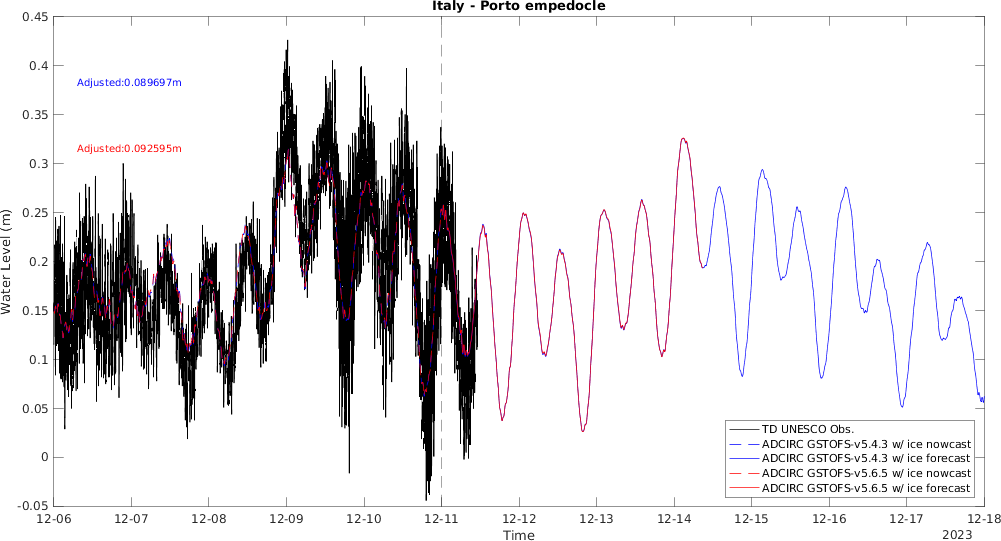 Italy - Porto empedocle
0.45
0.4
0.35
0.3
0.25
0.2
0.15
0.1
0.05
0
-0.05
Water Level (m)
Adjusted:0.089697m
Adjusted:0.092595m
TD UNESCO Obs.
ADCIRC GSTOFS-v5.4.3 w/ ice nowcast
ADCIRC GSTOFS-v5.4.3 w/ ice forecast
ADCIRC GSTOFS-v5.6.5 w/ ice nowcast
ADCIRC GSTOFS-v5.6.5 w/ ice forecast
12-06 12-07 12-08 12-09 12-10 12-11 12-12 12-13 12-14 12-15 12-16 12-17 12-18
Time
2023